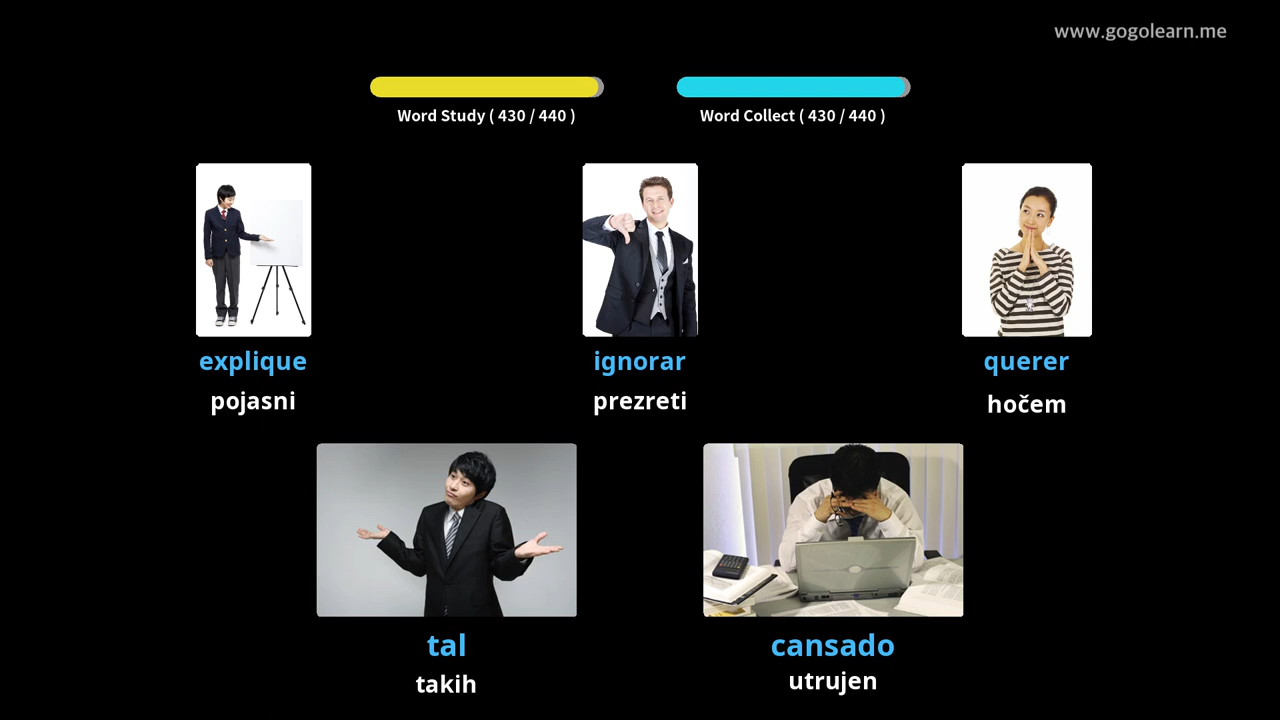 www.gogolearn.me
Word Study ( 430 / 440 )
Word Collect ( 430 / 440 )
explique
pojasni
ignorar
prezreti
querer
hočem
tal
takih
cansado
utrujen